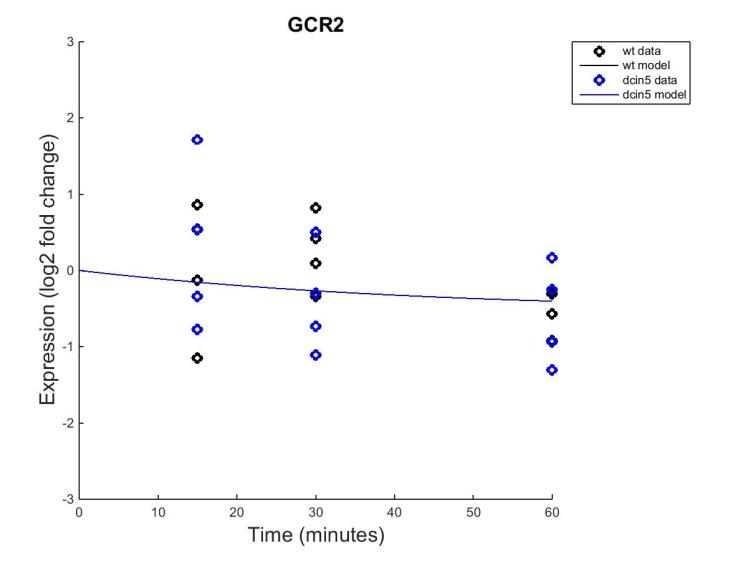 GCR2
3
2
1
0
-1
-2
-3
Expression (log2 fold change)
0 10 20 30 40 50 60
Time (minutes)
wt data
wt model
dcin5 data
dcin5 model